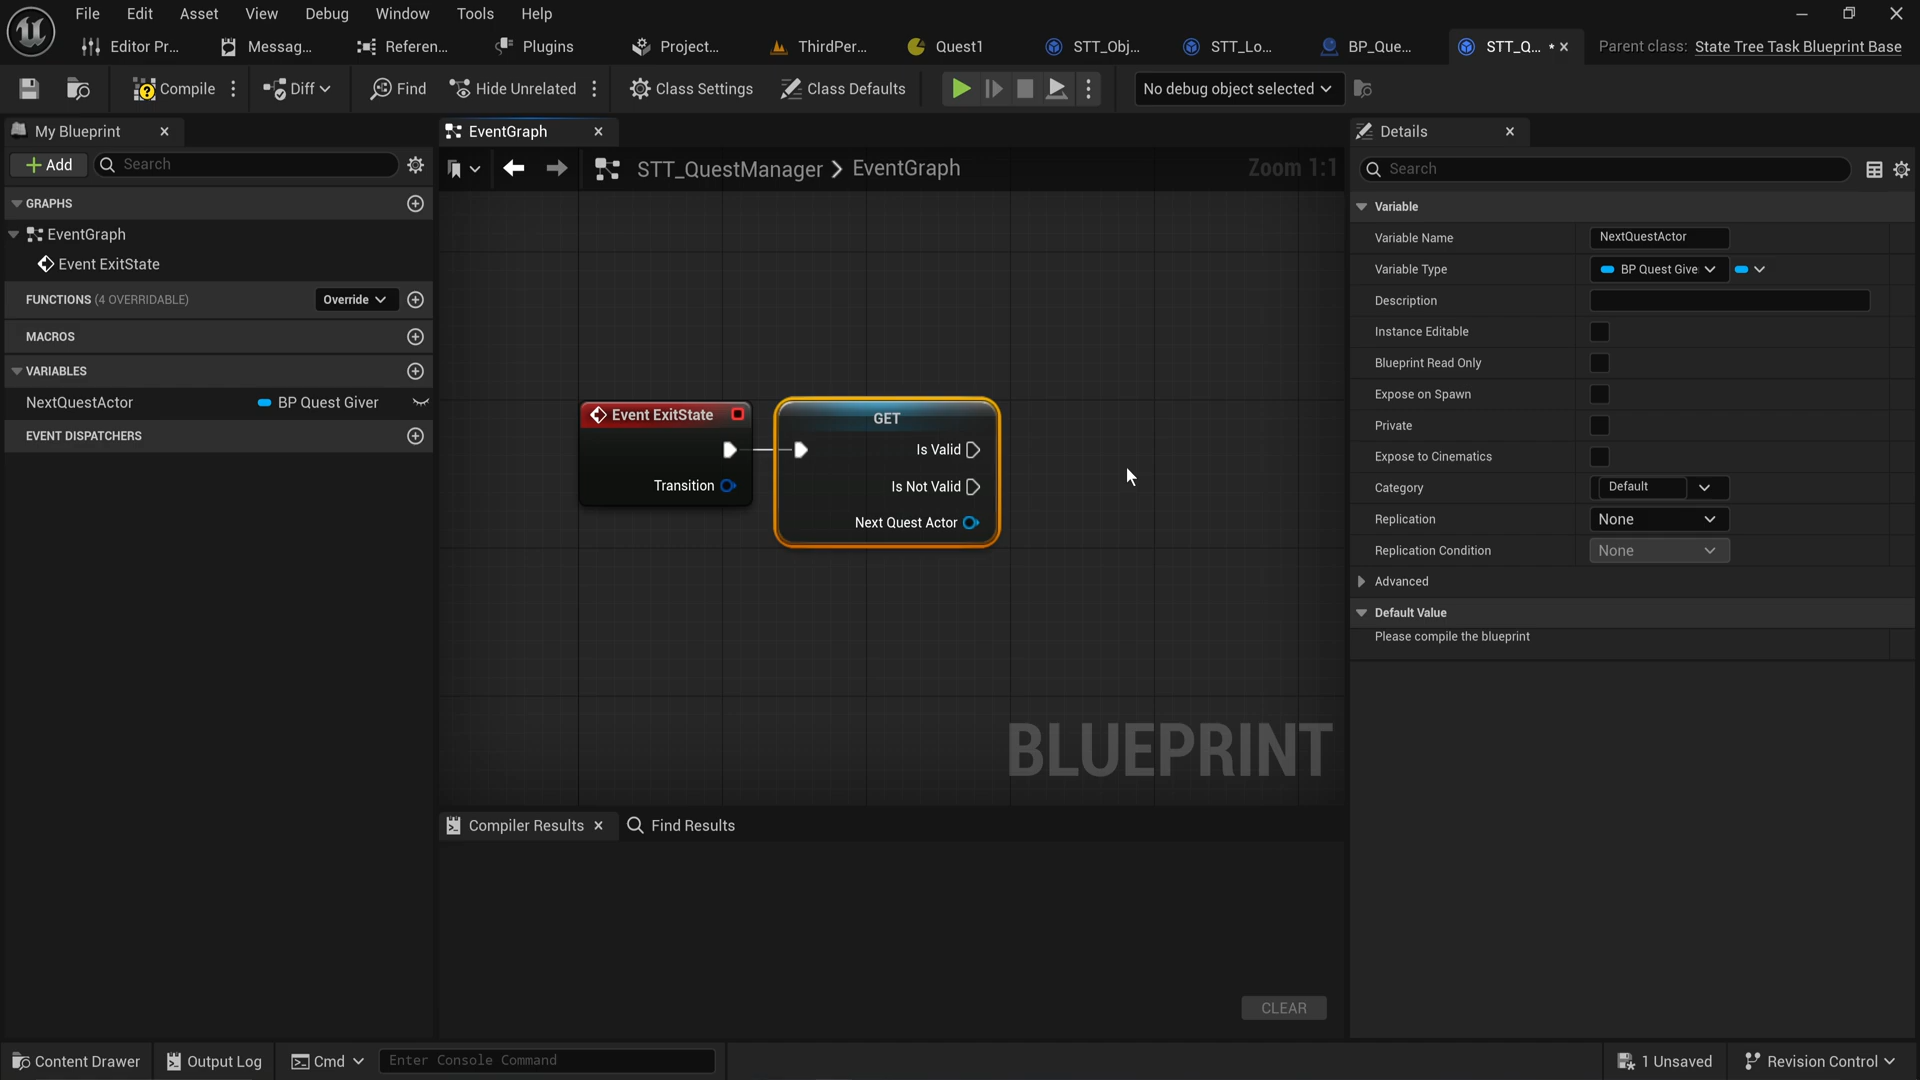 File Edit Asset View Debug Window Tools Help
Editor Pr... Messag... Referen... Plugins Project... ThirdPer... Quest1 STT_Obj... STT_Lo... BP_Que... STT_Q... * Parent class: State Tree Task Blueprint Base
Compile Diff Find Hide Unrelated Class Settings Class Defaults No debug object selected
My Blueprint
Add Search
GRAPHS
EventGraph
Event ExitState
FUNCTIONS (4 OVERRIDABLE) Override
MACROS
VARIABLES
NextQuestActor BP Quest Giver
EVENT DISPATCHERS
EventGraph
STT_QuestManager > EventGraph Zoom 1:1
Event ExitState
Transition
GET
Is Valid
Is Not Valid
Next Quest Actor
BLUEPRINT
Compiler Results Find Results
CLEAR
Details
Search
Variable
Variable Name NextQuestActor
Variable Type BP Quest Give
Description
Instance Editable
Blueprint Read Only
Expose on Spawn
Private
Expose to Cinematics
Category Default
Replication None
Replication Condition None
Advanced
Default Value
Please compile the blueprint
Content Drawer Output Log Cmd Enter Console Command 1 Unsaved Revision Control